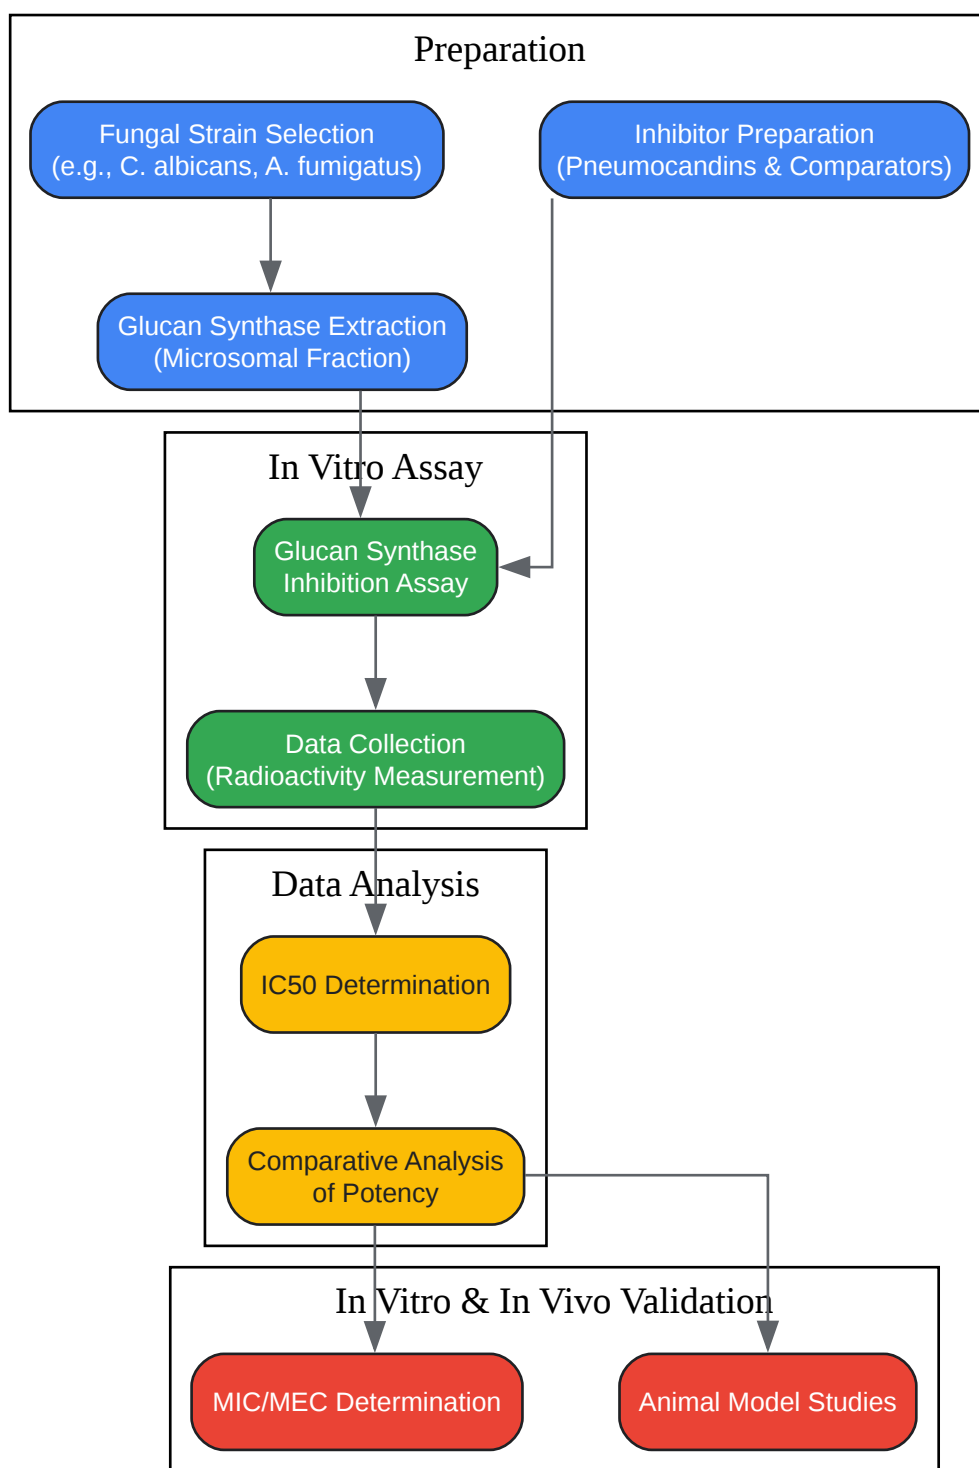 Preparation
Fungal Strain Selection
(e.g., C. albicans, A. fumigatus)
Inhibitor Preparation
(Pneumocandins & Comparators)
Glucan Synthase Extraction
(Microsomal Fraction)
In Vitro Assay
Glucan Synthase
Inhibition Assay
Data Collection
(Radioactivity Measurement)
Data Analysis
IC50 Determination
Comparative Analysis
of Potency
In Vitro & In Vivo Validation
MIC/MEC Determination
Animal Model Studies